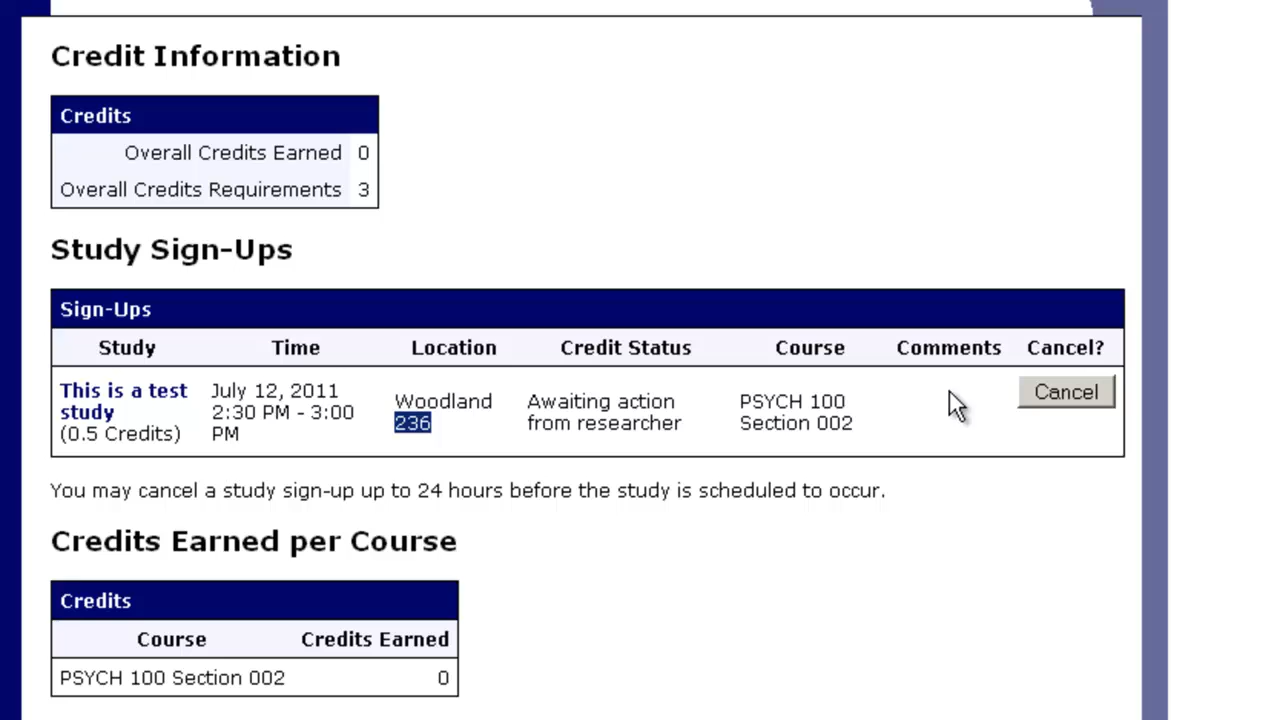 Credit Information
Credits
Overall Credits Earned 0
Overall Credits Requirements 3
Study Sign-Ups
Sign-Ups
Study Time Location Credit Status Course Comments Cancel?
This is a test study (0.5 Credits)
July 12, 2011 2:30 PM - 3:00 PM
Woodland 236
Awaiting action from researcher
PSYCH 100 Section 002
Cancel
You may cancel a study sign-up up to 24 hours before the study is scheduled to occur.
Credits Earned per Course
Credits
Course Credits Earned
PSYCH 100 Section 002 0